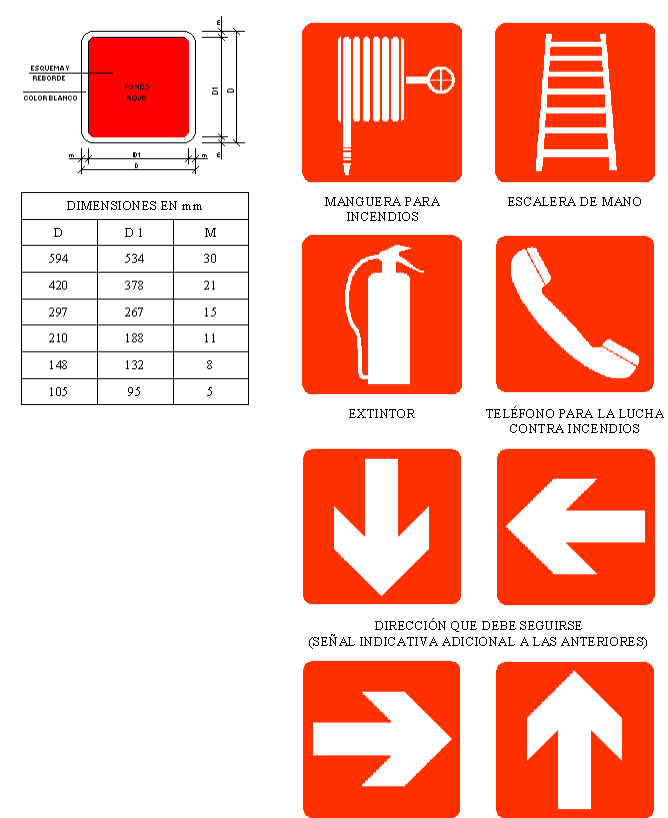 E
ESQUEMA Y
REBORDE
COLOR BLANCO
FONDO
ROJO
D1
D
m
D1
m
E
D
DIMENSIONES EN mm
D D 1 M
594 534 30
420 378 21
297 267 15
210 188 11
148 132 8
105 95 5
MANGUERA PARA
INCENDIOS
ESCALERA DE MANO
EXTINTOR
TELÉFONO PARA LA LUCHA
CONTRA INCENDIOS
DIRECCIÓN QUE DEBE SEGUIRSE
(SEÑAL INDICATIVA ADICIONAL A LAS ANTERIORES)